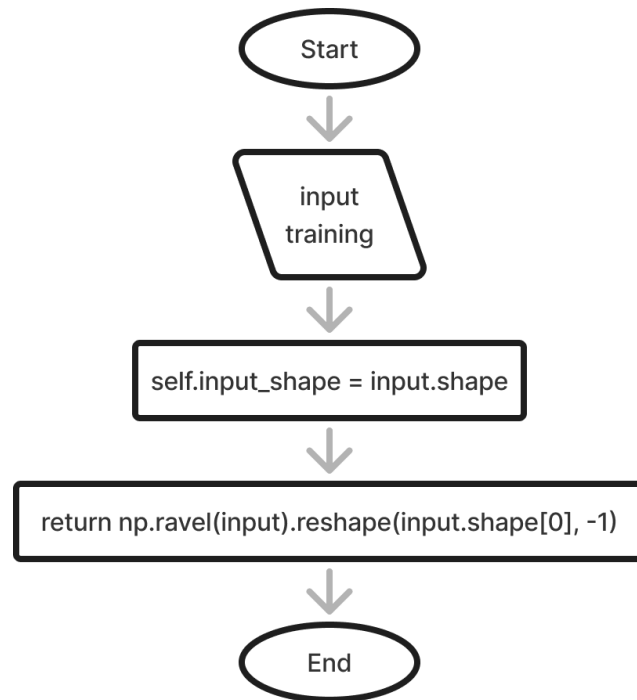 Start
input
training
self.input_shape = input.shape
return np.ravel(input).reshape(input.shape[0], -1)
End